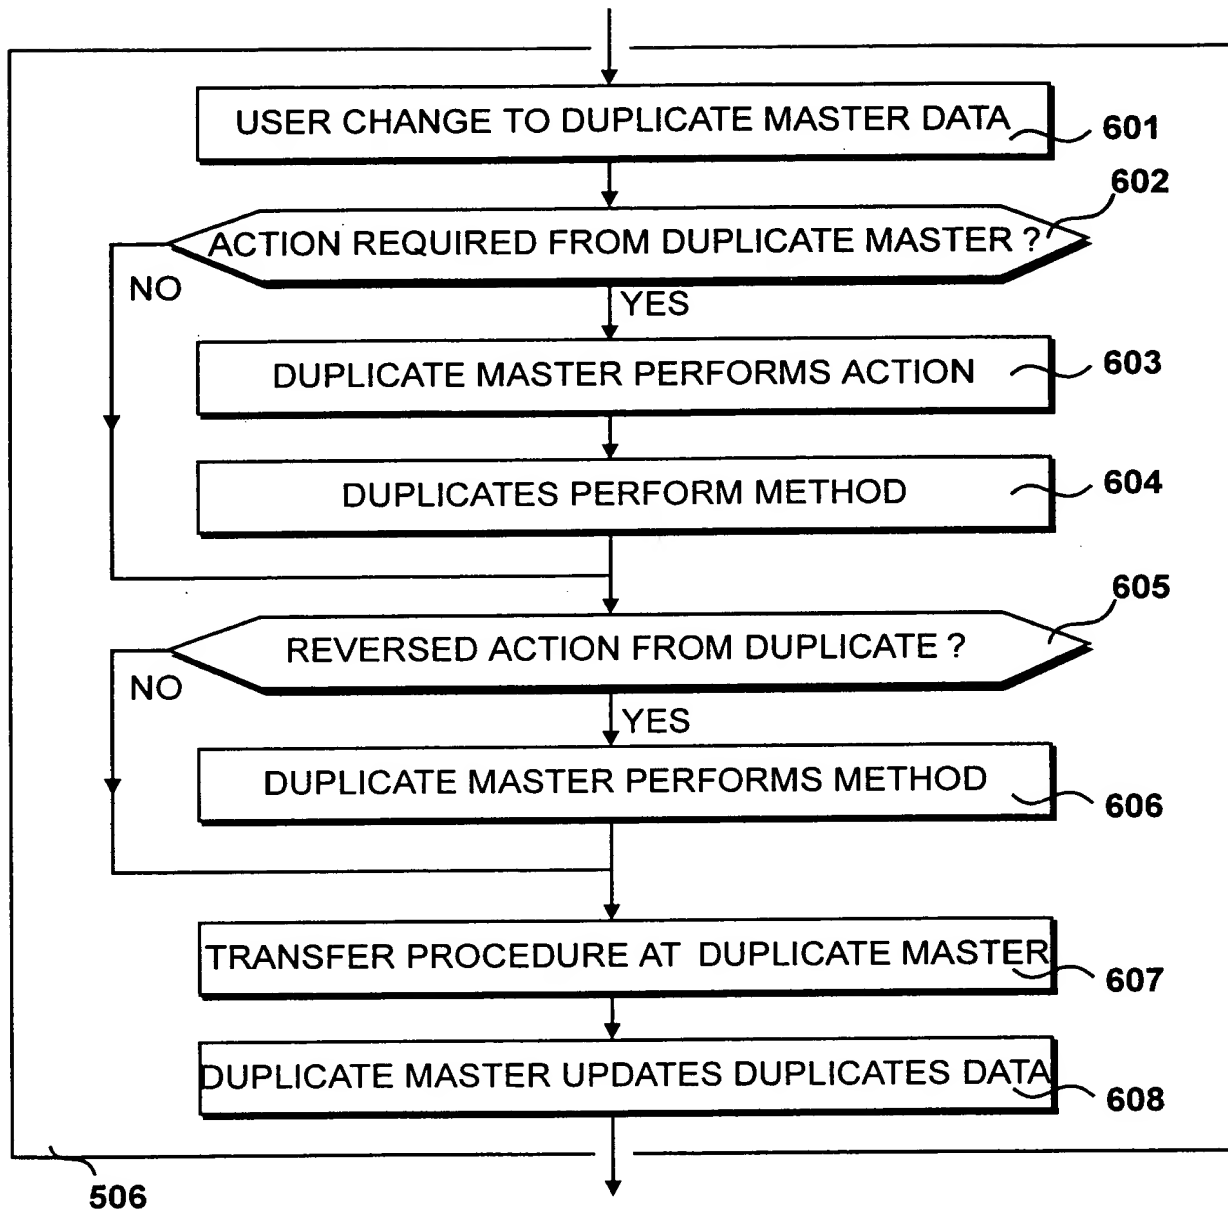 USER CHANGE TO DUPLICATE MASTER DATA
601
602
ACTION REQUIRED FROM DUPLICATE MASTER ?
NO
YES
DUPLICATE MASTER PERFORMS ACTION
603
DUPLICATES PERFORM METHOD
604
605
REVERSED ACTION FROM DUPLICATE ?
NO
YES
DUPLICATE MASTER PERFORMS METHOD
606
TRANSFER PROCEDURE AT DUPLICATE MASTER
607
DUPLICATE MASTER UPDATES DUPLICATES DATA
608
506